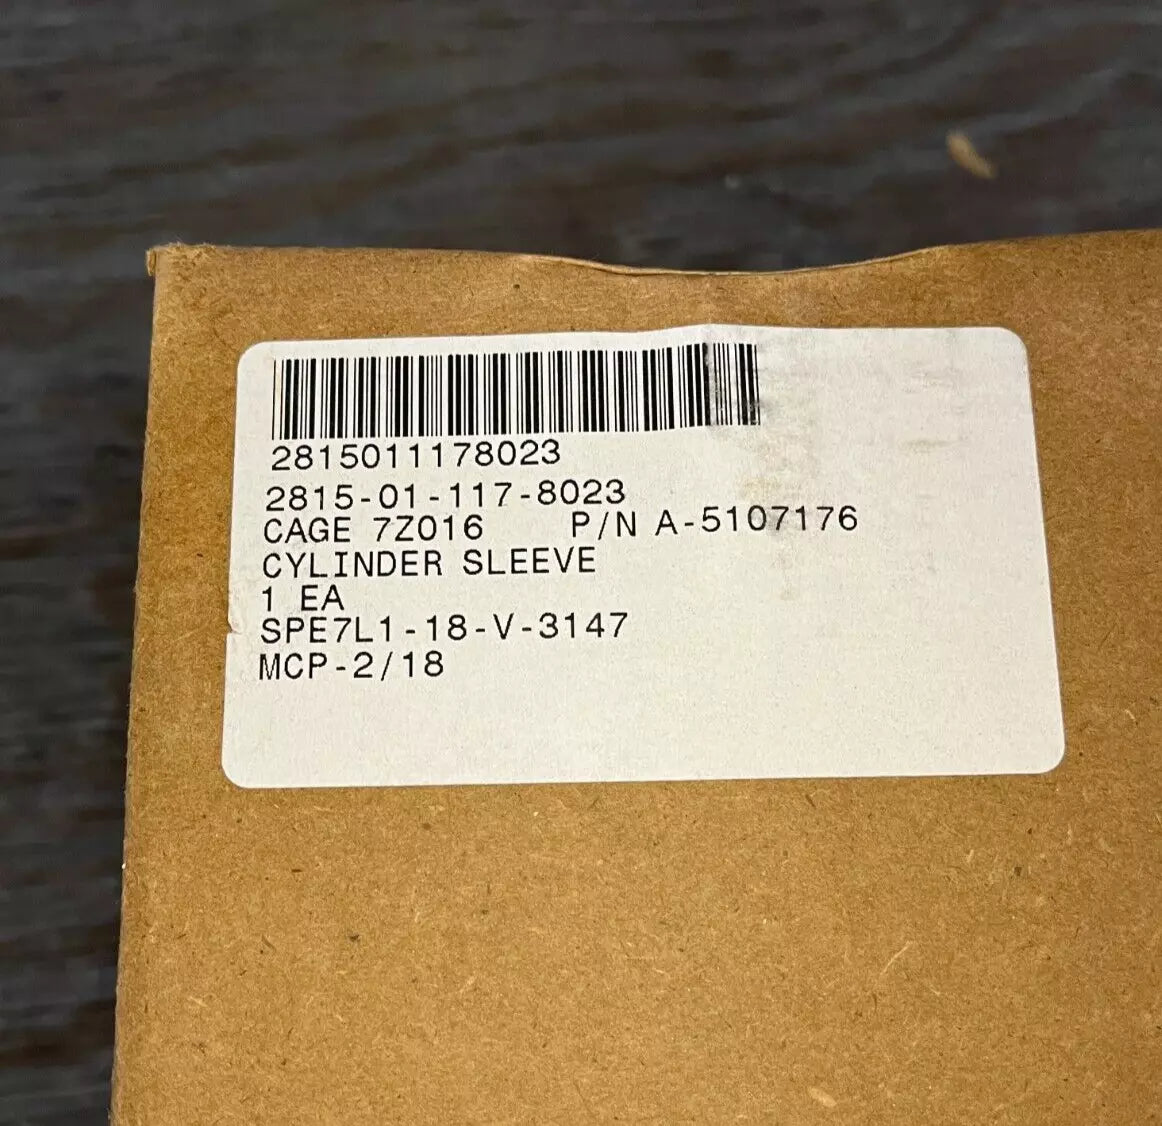 2815011178023
2815-01-117-8023
CAGE 7Z016 P/N A-5107176
CYLINDER SLEEVE
1 EA
SPE7L1-18-V-3147
MCP-2/18